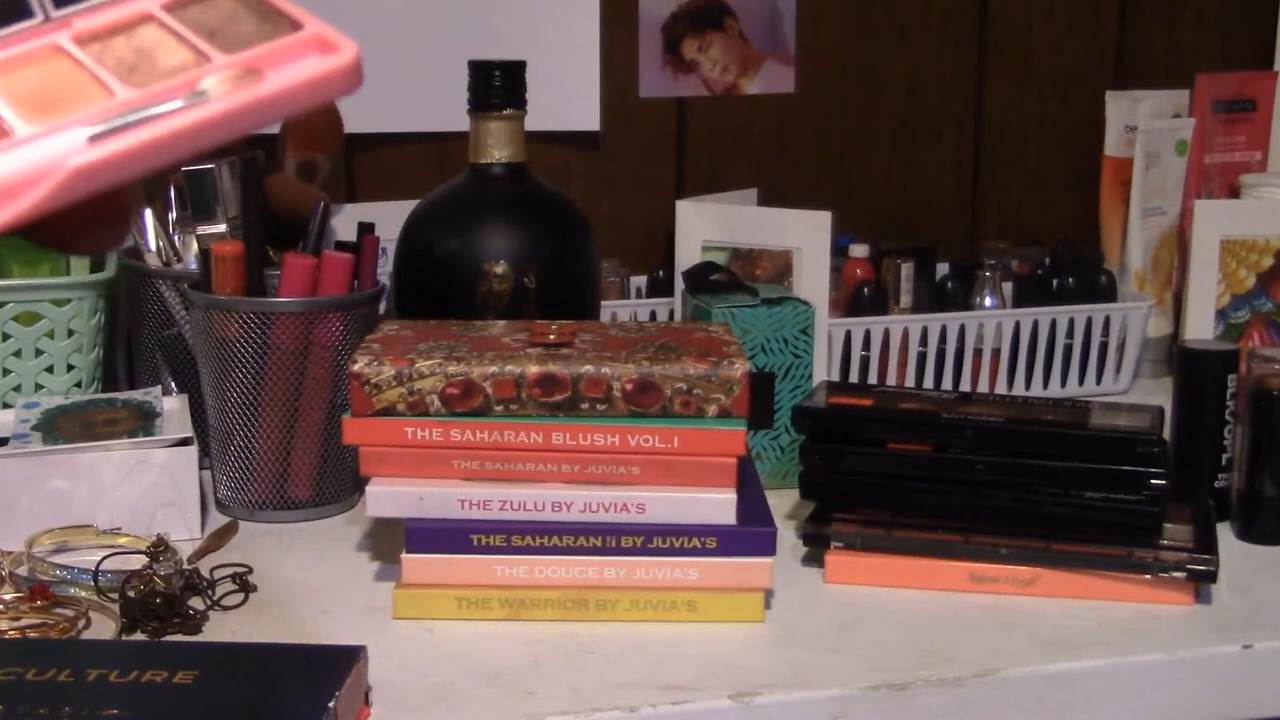 THE SAHARAN BLUSH VOL.I
THE SAHARAN BY JUVIA'S
THE ZULU BY JUVIA'S
THE SAHARAN II BY JUVIA'S
THE DOUCE BY JUVIA'S
THE WARRIOR BY JUVIA'S
CULTURE